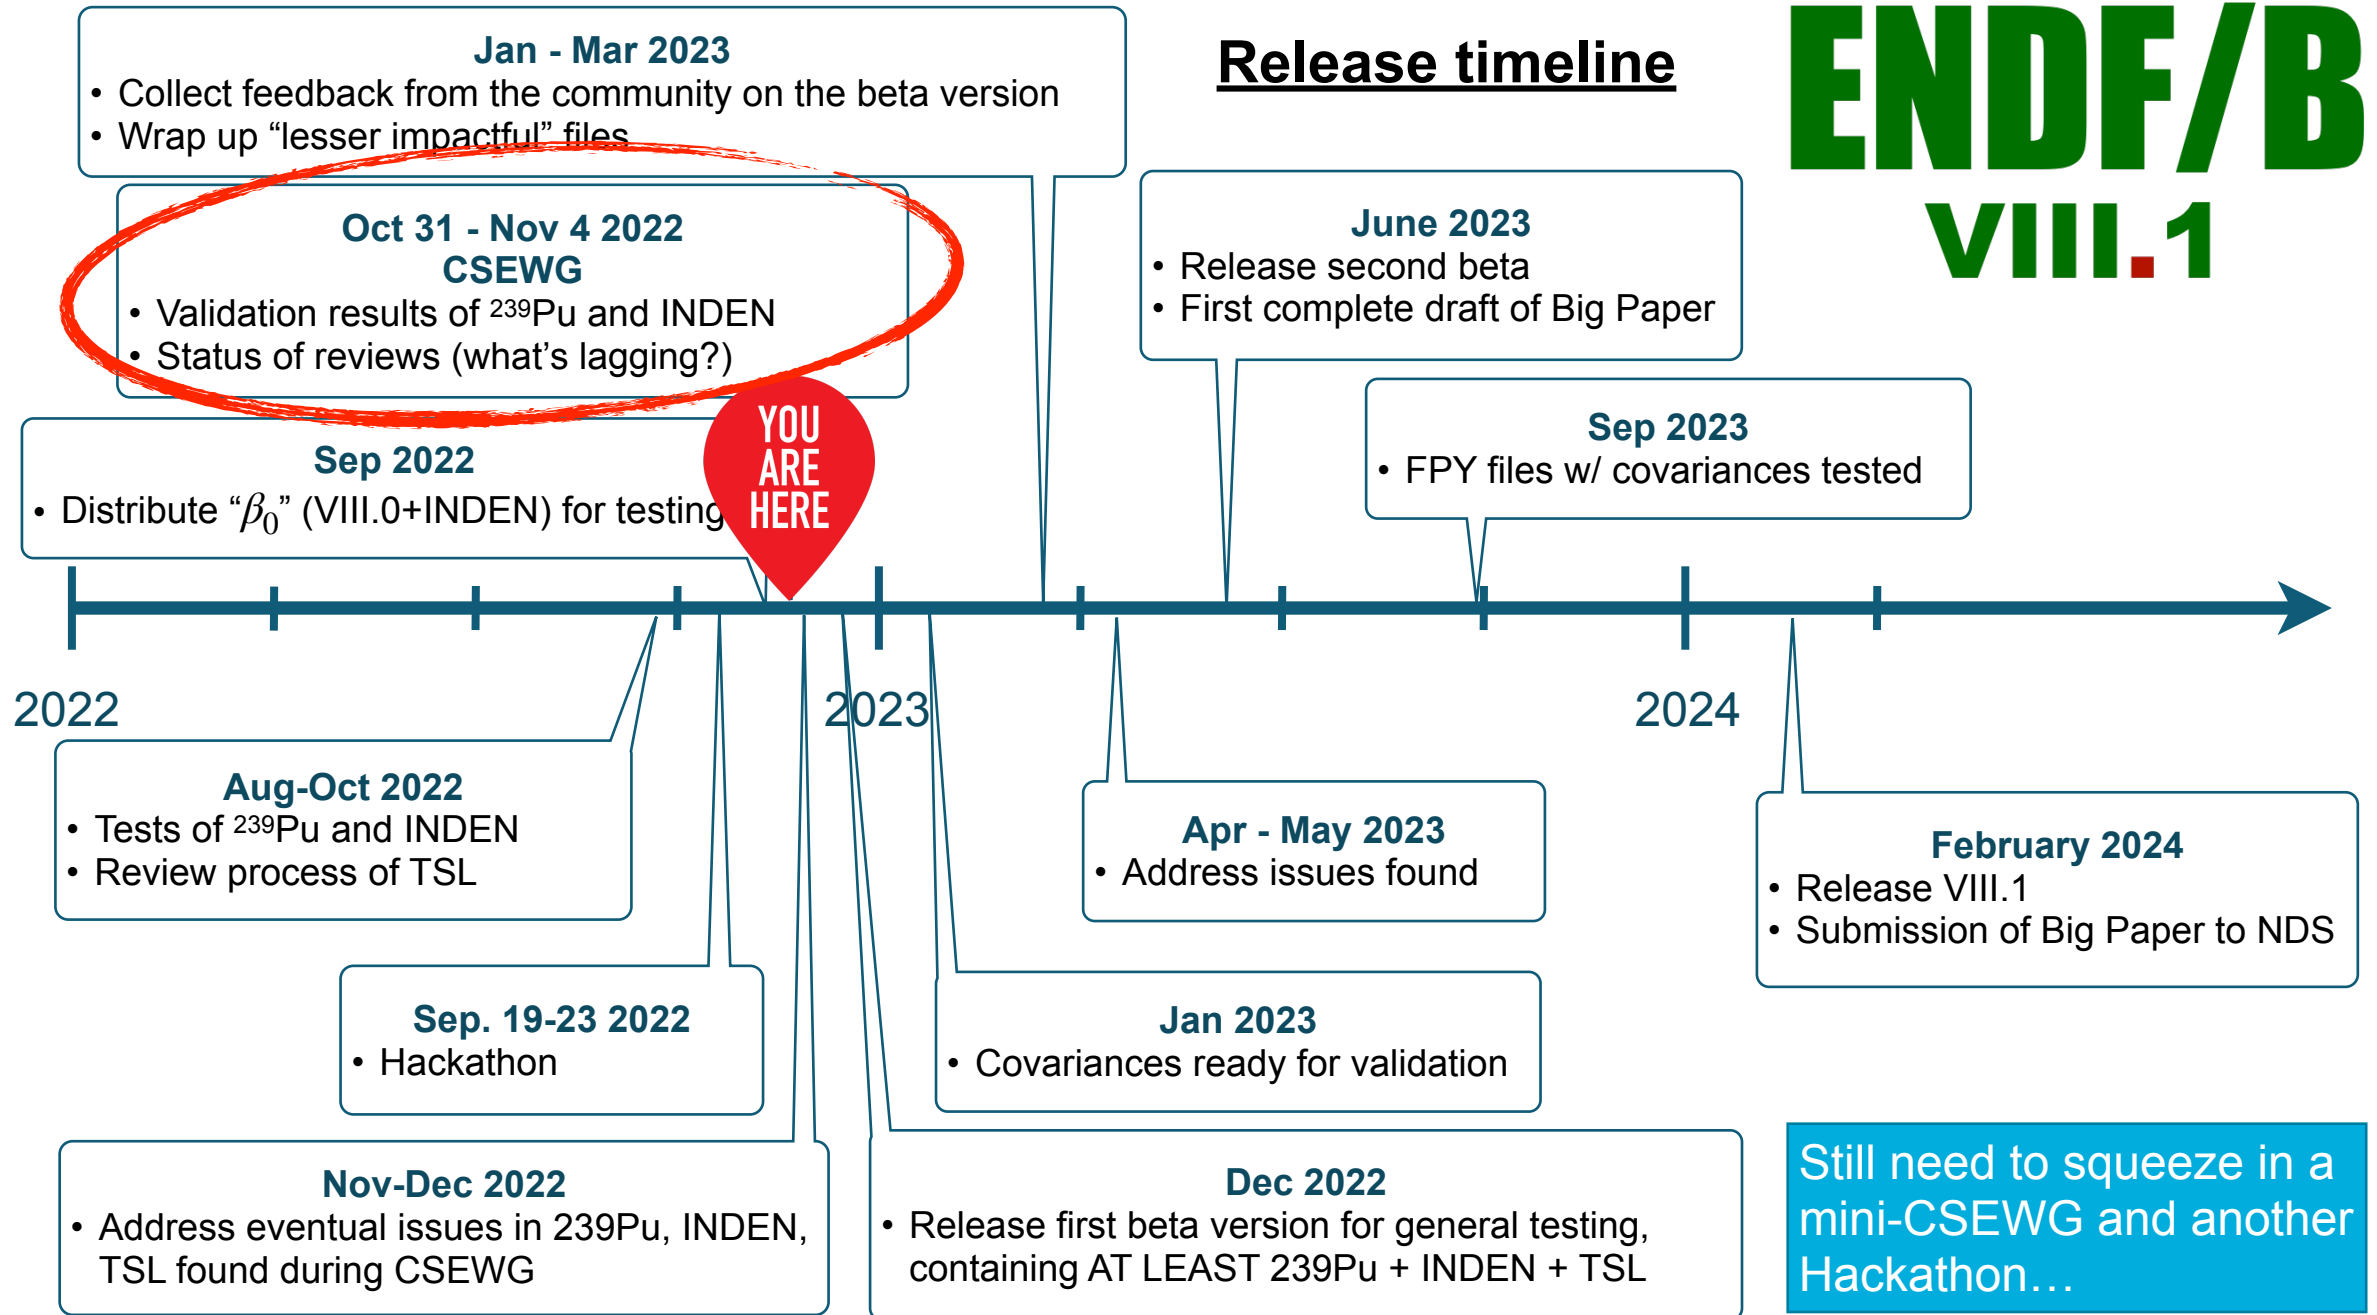 Release timeline
ENDF/B
VIII.1
Jan - Mar 2023
• Collect feedback from the community on the beta version
• Wrap up “lesser impactful” files
Oct 31 - Nov 4 2022
CSEWG
• Validation results of ²³⁹Pu and INDEN
• Status of reviews (what’s lagging?)
Sep 2022
• Distribute “β₀” (VIII.0+INDEN) for testing
YOU
ARE
HERE
June 2023
• Release second beta
• First complete draft of Big Paper
Sep 2023
• FPY files w/ covariances tested
2022
2023
2024
Aug-Oct 2022
• Tests of ²³⁹Pu and INDEN
• Review process of TSL
Sep. 19-23 2022
• Hackathon
Nov-Dec 2022
• Address eventual issues in 239Pu, INDEN,
TSL found during CSEWG
Dec 2022
• Release first beta version for general testing,
containing AT LEAST 239Pu + INDEN + TSL
Jan 2023
• Covariances ready for validation
Apr - May 2023
• Address issues found
February 2024
• Release VIII.1
• Submission of Big Paper to NDS
Still need to squeeze in a
mini-CSEWG and another
Hackathon…